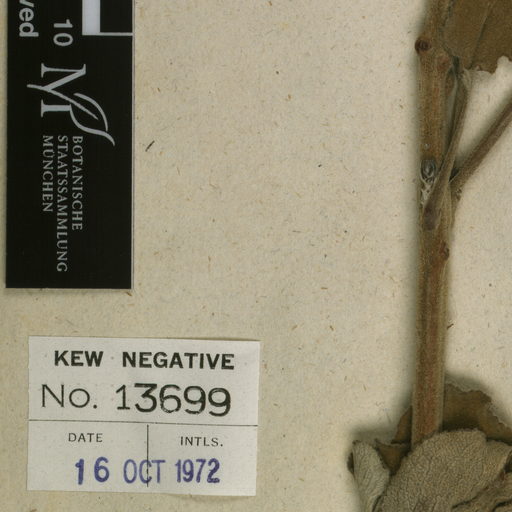 ved
10
M
BOTANISCHE
STAATSSAMMLUNG
MÜNCHEN
KEW NEGATIVE
No. 13699
DATE INTLS.
16 OCT 1972